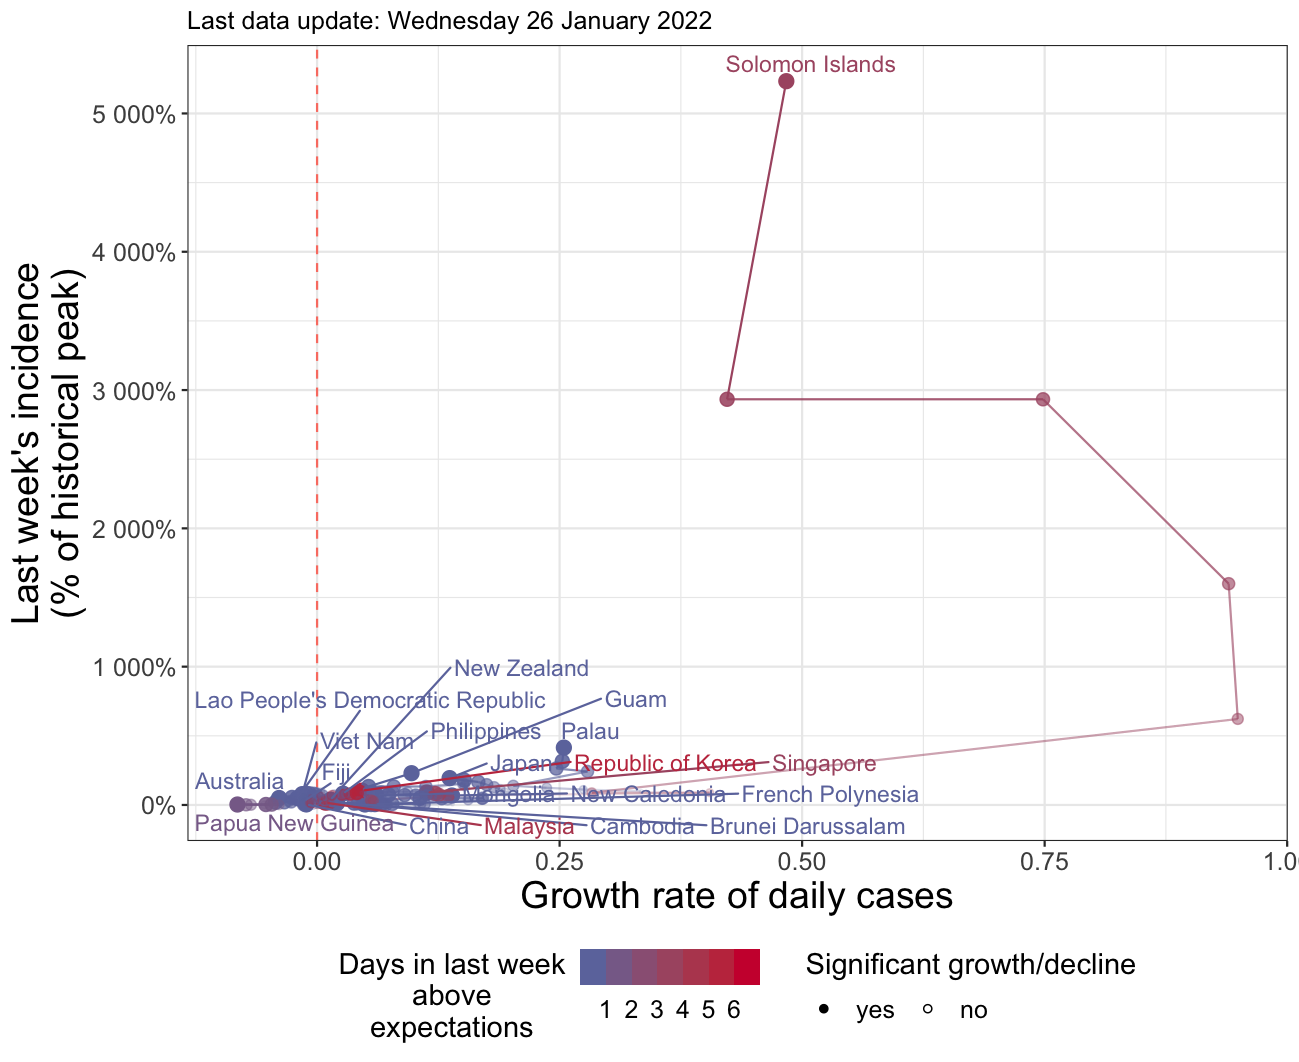 Last data update: Wednesday 26 January 2022
Solomon Islands
5 000%
4 000%
3 000%
2 000%
1 000%
0%
Last week's incidence
(% of historical peak)
New Zealand
Lao People's Democratic Republic
Guam
Philippines
Palau
Viet Nam
Japan
Republic of Korea
Singapore
Fiji
Australia
Mongolia
New Caledonia
French Polynesia
Papua New Guinea
China
Malaysia
Cambodia
Brunei Darussalam
0.00
0.25
0.50
0.75
1.0
Growth rate of daily cases
Days in last week
above
expectations
1 2 3 4 5 6
Significant growth/decline
yes
no